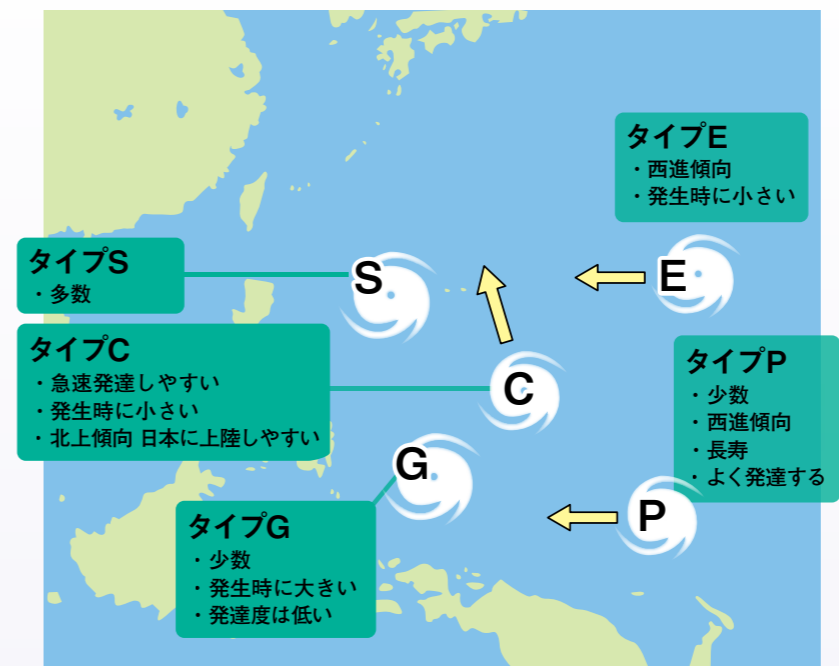 タイプE
・西進傾向
・発生時に小さい
タイプS
・多数
S
E
タイプC
・急速発達しやすい
・発生時に小さい
・北上傾向 日本に上陸しやすい
C
タイプP
・少数
・西進傾向
・長寿
・よく発達する
G
P
タイプG
・少数
・発生時に大きい
・発達度は低い